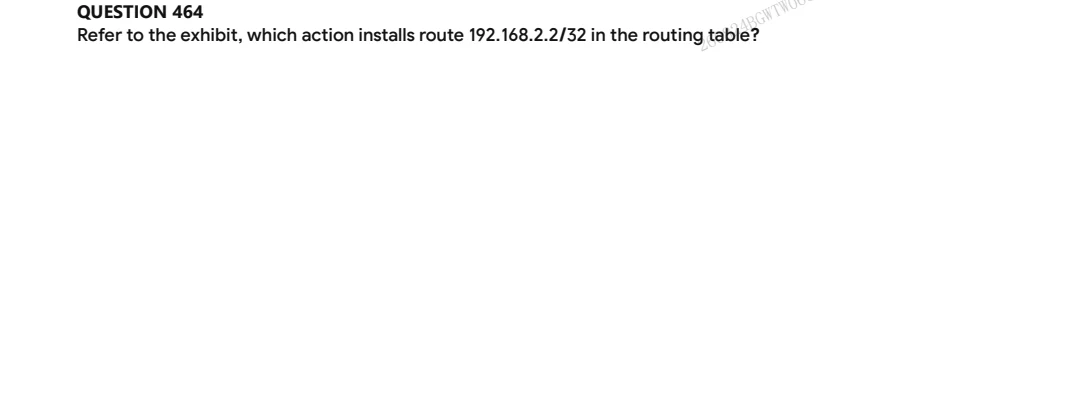 QUESTION 464
Refer to the exhibit, which action installs route 192.168.2.2/32 in the routing table?